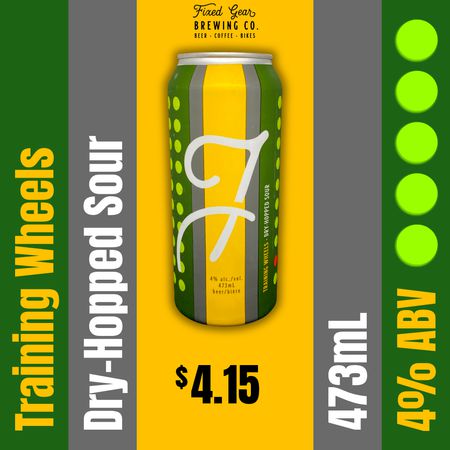 Fixed Gear
BREWING CO.
BEER • COFFEE • BIKES
Training Wheels
Dry-Hopped Sour
F
TRAINING WHEELS • DRY-HOPPED SOUR
4% alc./vol.
473mL
beer/bière
$4.15
473mL
4% ABV